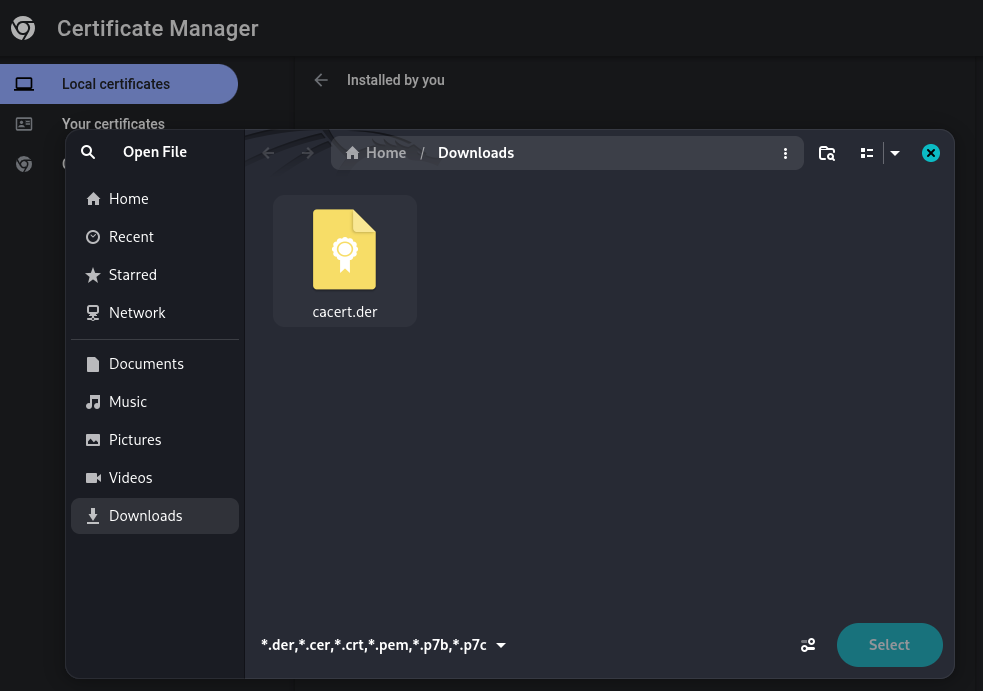 Certificate Manager
Local certificates
Installed by you
Your certificates
Open File
Home / Downloads
Home
Recent
Starred
Network
Documents
Music
Pictures
Videos
Downloads
cacert.der
*.der,*.cer,*.crt,*.pem,*.p7b,*.p7c
Select